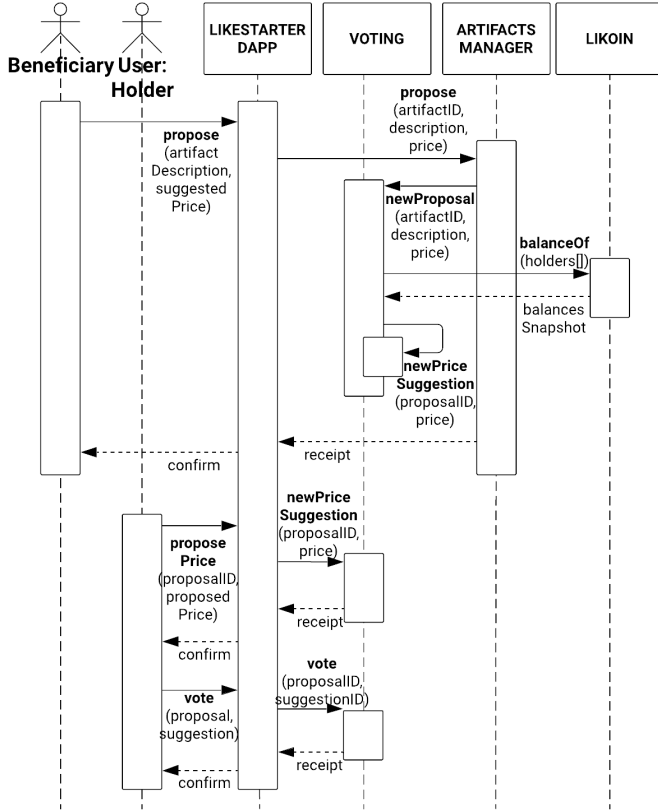 LIKESTARTER
DAPP
VOTING
ARTIFACTS
MANAGER
LIKOIN
Beneficiary
User:
Holder
propose
(artifact
Description,
suggested
Price)
propose
(artifactID,
description,
price)
newProposal
(artifactID,
description,
price)
balanceOf
(holders[])
balances
Snapshot
newPrice
Suggestion
(proposalID,
price)
receipt
confirm
propose
Price
(proposalID,
proposed
Price)
newPrice
Suggestion
(proposalID,
price)
receipt
confirm
vote
(proposal,
suggestion)
vote
(proposalID,
suggestionID)
receipt
confirm